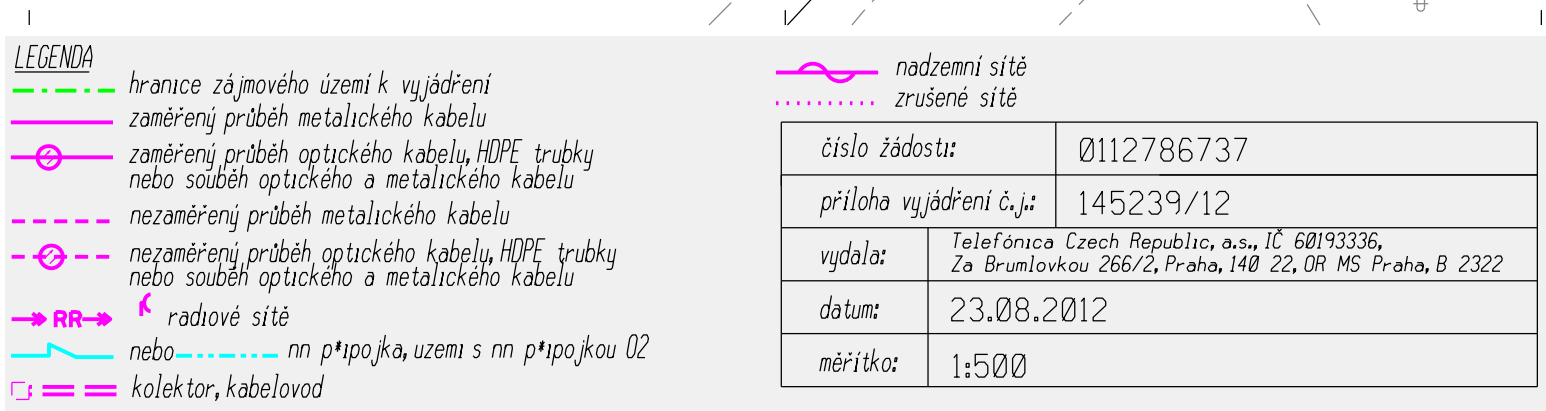 LEGENDA
hranice zájmového území k vyjádření
zaměřený průběh metalického kabelu
zaměřený průběh optického kabelu, HDPE trubky
nebo souběh optického a metalického kabelu
nezaměřený průběh metalického kabelu
nezaměřený průběh optického kabelu, HDPE trubky
nebo souběh optického a metalického kabelu
RR radiové sítě
nebo nn p*ipojka, uzemi s nn p*ipojkou O2
kolektor, kabelovod
nadzemní sítě
zrušené sítě
číslo žádosti: 0112786737
příloha vyjádření č.j.: 145239/12
vydala: Telefónica Czech Republic, a.s., IČ 60193336,
Za Brumlovkou 266/2, Praha, 140 22, OR MS Praha, B 2322
datum: 23.08.2012
měřítko: 1:500